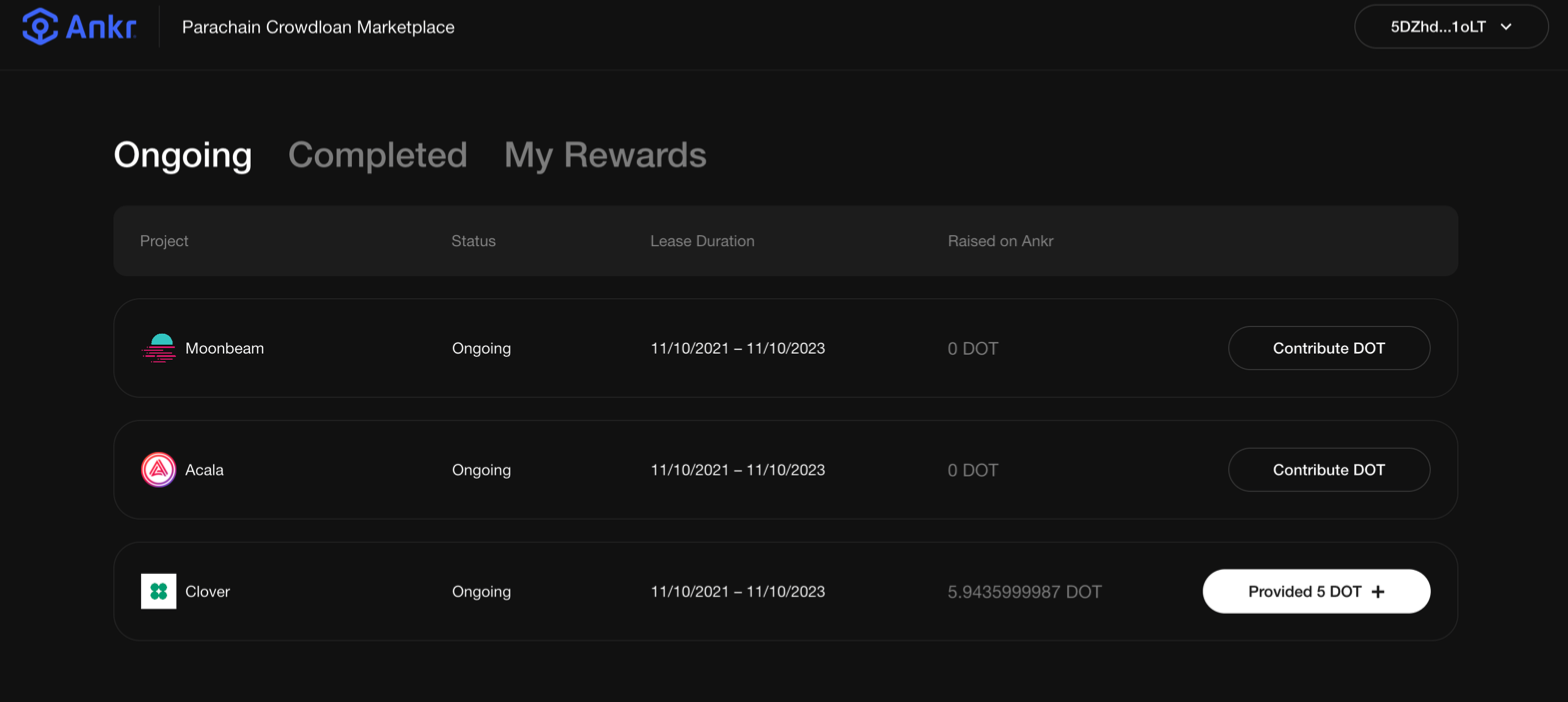 Ankr Parachain Crowdloan Marketplace 5DZhd...1oLT
Ongoing Completed My Rewards
Project Status Lease Duration Raised on Ankr
Moonbeam Ongoing 11/10/2021 – 11/10/2023 0 DOT Contribute DOT
Acala Ongoing 11/10/2021 – 11/10/2023 0 DOT Contribute DOT
Clover Ongoing 11/10/2021 – 11/10/2023 5.9435999987 DOT Provided 5 DOT +